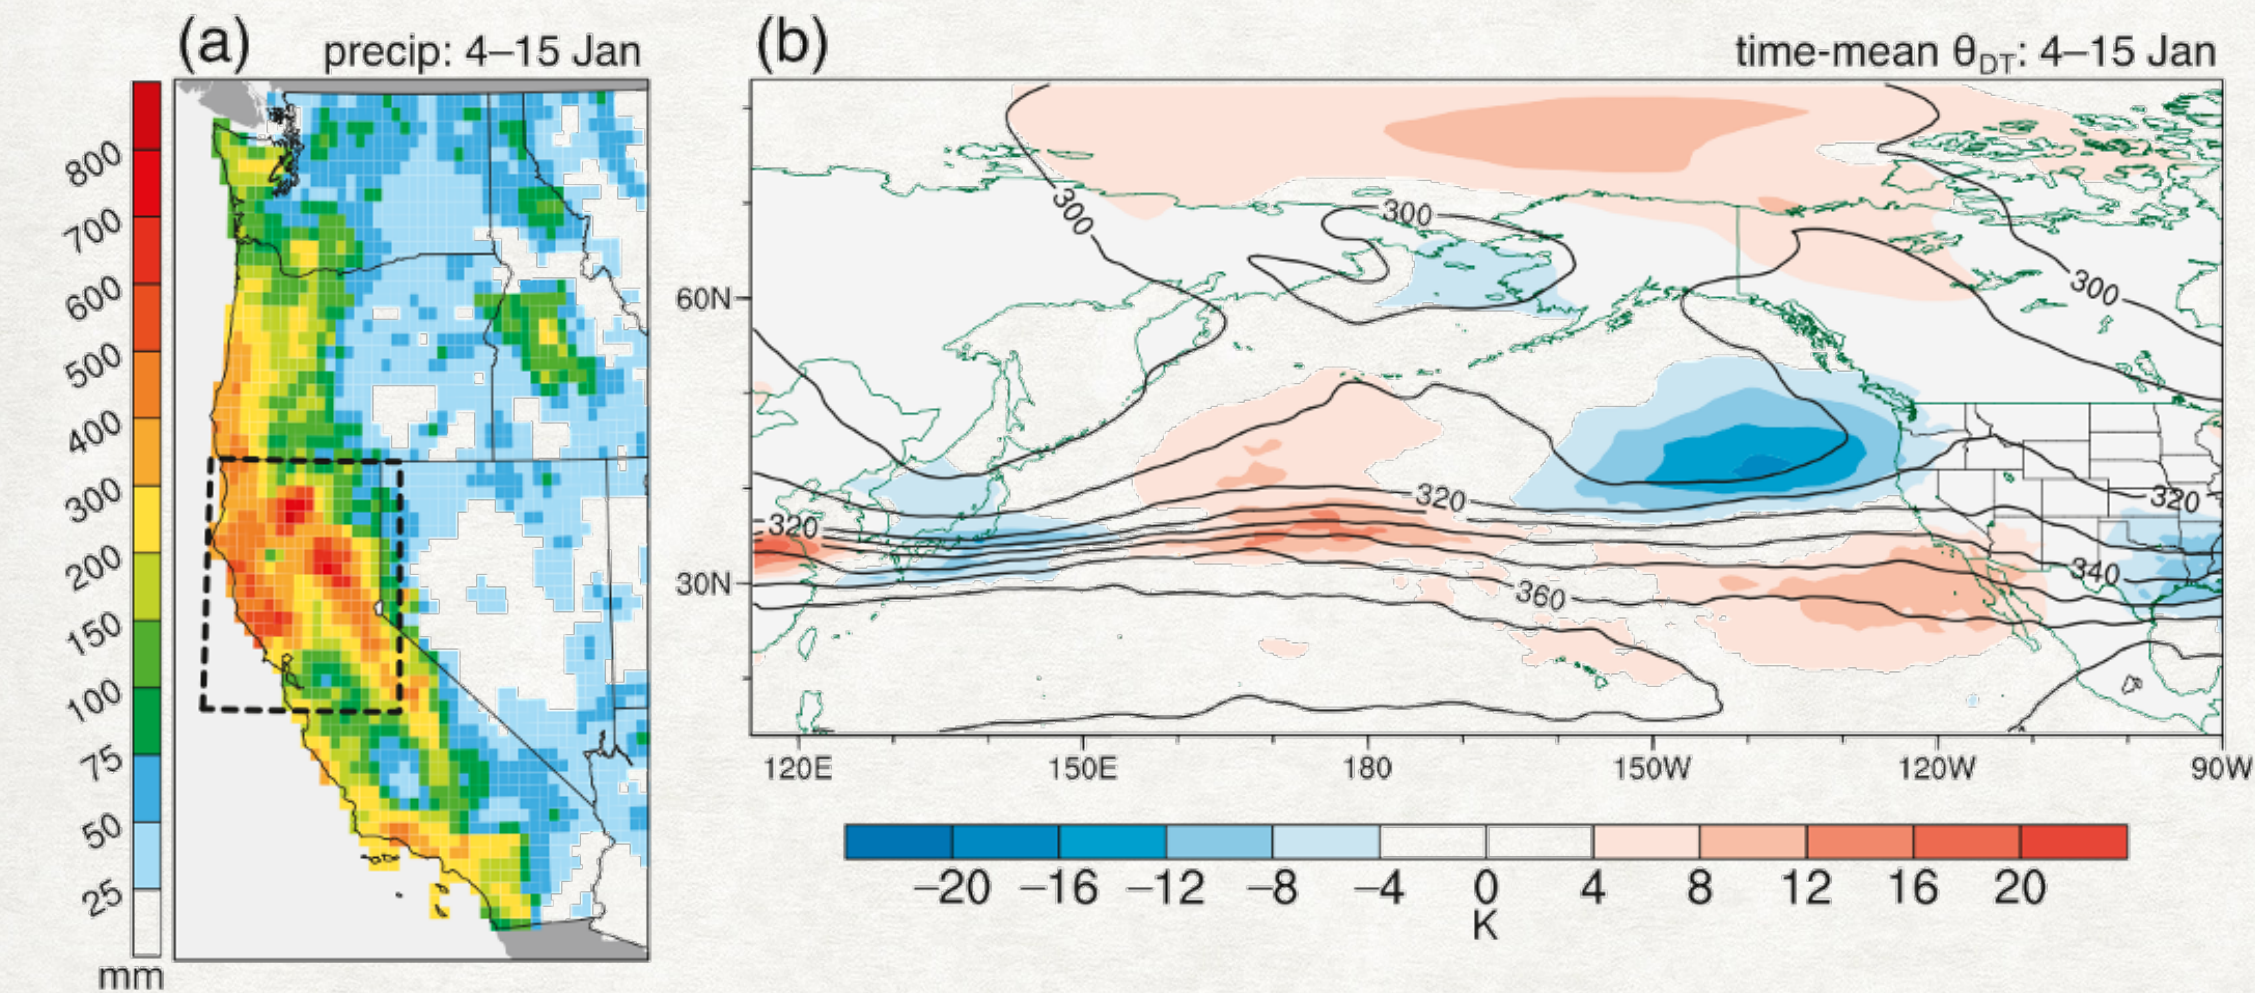 (a) precip: 4–15 Jan
800
700
600
500
400
300
200
150
100
75
50
25
mm
(b) time-mean θDT: 4–15 Jan
60N
30N
300
300
300
320
320
320
340
360
120E 150E 180 150W 120W 90W
−20 −16 −12 −8 −4 0 4 8 12 16 20
K